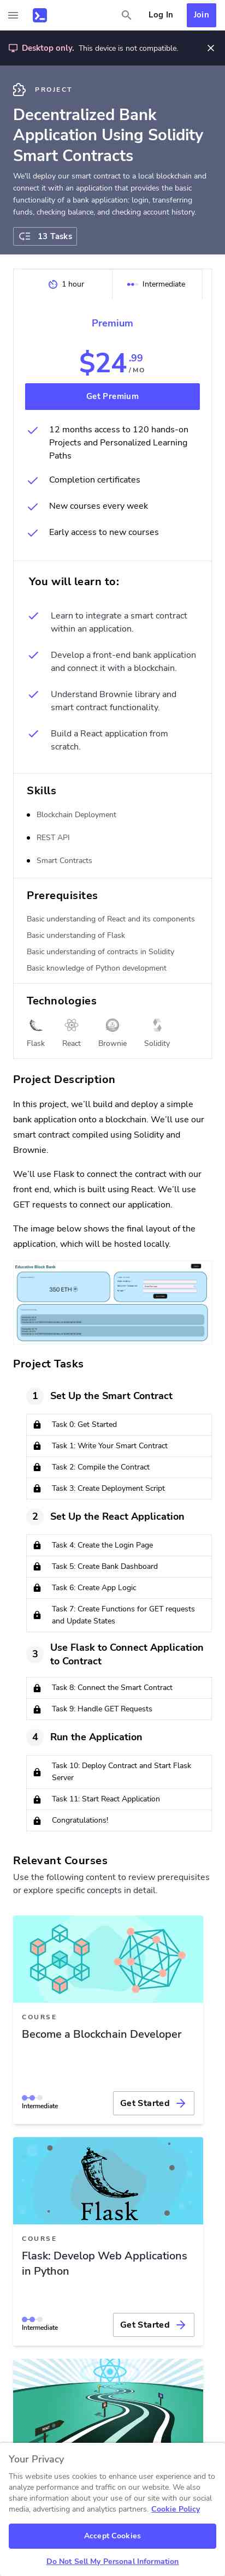 Log In
Join
Desktop only. This device is not compatible.
PROJECT
Decentralized Bank
Application Using Solidity
Smart Contracts
We'll deploy our smart contract to a local blockchain and
connect it with an application that provides the basic
functionality of a bank application: login, transferring
funds, checking balance, and checking account history.
13 Tasks
1 hour
Intermediate
Premium
$24.99
/ MO
Get Premium
12 months access to 120 hands-on
Projects and Personalized Learning
Paths
Completion certificates
New courses every week
Early access to new courses
You will learn to:
Learn to integrate a smart contract
within an application.
Develop a front-end bank application
and connect it with a blockchain.
Understand Brownie library and
smart contract functionality.
Build a React application from
scratch.
Skills
Blockchain Deployment
REST API
Smart Contracts
Prerequisites
Basic understanding of React and its components
Basic understanding of Flask
Basic understanding of contracts in Solidity
Basic knowledge of Python development
Technologies
Flask
React
Brownie
Solidity
Project Description
In this project, we'll build and deploy a simple
bank application onto a blockchain. We'll use our
smart contract compiled using Solidity and
Brownie.
We'll use Flask to connect the contract with our
front end, which is built using React. We'll use
GET requests to connect our application.
The image below shows the final layout of the
application, which will be hosted locally.
Education Block Bank
350 ETH
Project Tasks
1
Set Up the Smart Contract
Task 0: Get Started
Task 1: Write Your Smart Contract
Task 2: Compile the Contract
Task 3: Create Deployment Script
2
Set Up the React Application
Task 4: Create the Login Page
Task 5: Create Bank Dashboard
Task 6: Create App Logic
Task 7: Create Functions for GET requests
and Update States
3
Use Flask to Connect Application
to Contract
Task 8: Connect the Smart Contract
Task 9: Handle GET Requests
4
Run the Application
Task 10: Deploy Contract and Start Flask
Server
Task 11: Start React Application
Congratulations!
Relevant Courses
Use the following content to review prerequisites
or explore specific concepts in detail.
COURSE
Become a Blockchain Developer
Intermediate
Get Started
Flask
COURSE
Flask: Develop Web Applications
in Python
Intermediate
Get Started
Your Privacy
This website uses cookies to enhance user experience and to
analyze performance and traffic on our website. We also
share information about your use of our site with our social
media, advertising and analytics partners. Cookie Policy
Accept Cookies
Do Not Sell My Personal Information